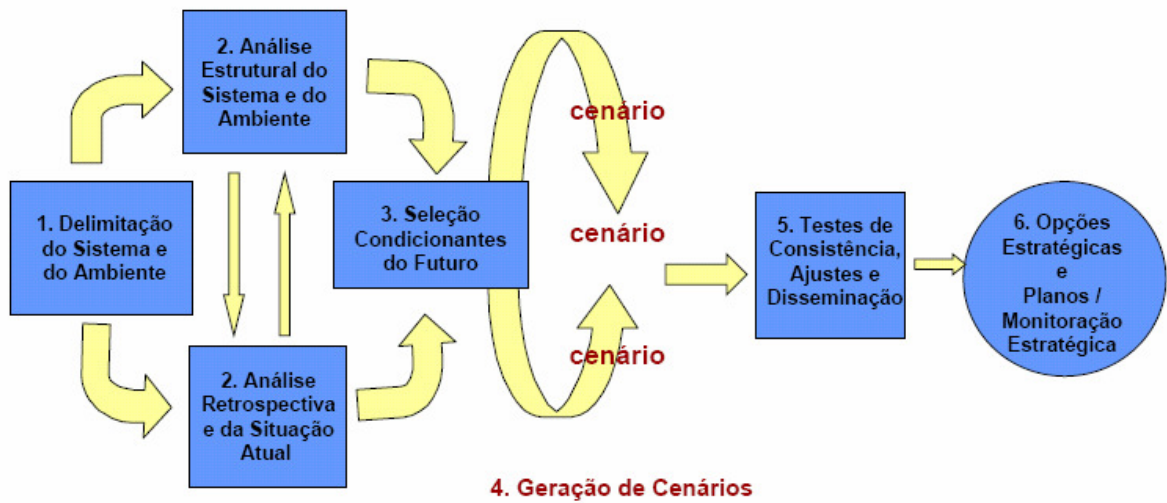 1. Delimitação
do Sistema e
do Ambiente
2. Análise
Estrutural do
Sistema e do
Ambiente
2. Análise
Retrospectiva
e da Situação
Atual
3. Seleção
Condicionantes
do Futuro
cenário
cenário
cenário
4. Geração de Cenários
5. Testes de
Consistência,
Ajustes e
Disseminação
6. Opções
Estratégicas
e
Planos /
Monitoração
Estratégica